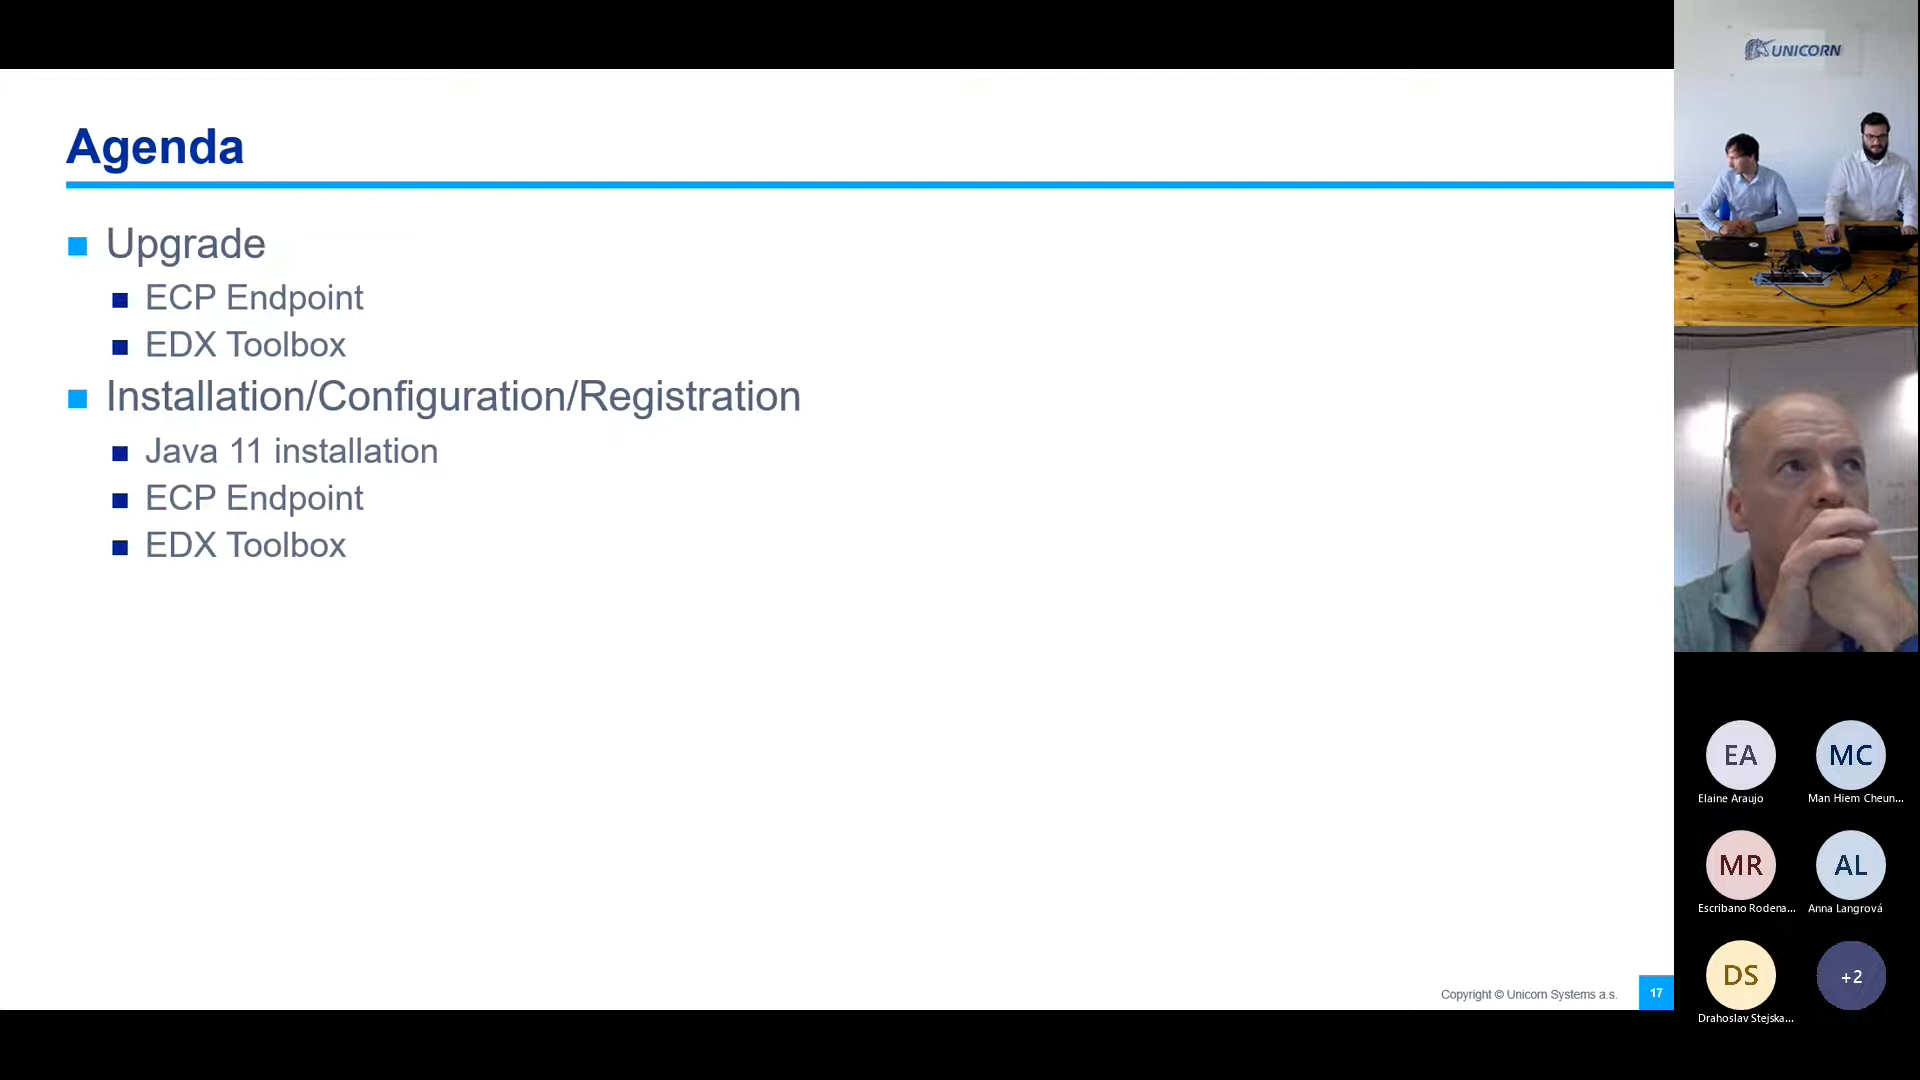 Agenda
Upgrade
ECP Endpoint
EDX Toolbox
Installation/Configuration/Registration
Java 11 installation
ECP Endpoint
EDX Toolbox
Copyright © Unicorn Systems a.s.
17
UNICORN
EA
MC
Elaine Araujo
Man Hiem Cheun...
MR
AL
Escribano Rodena...
Anna Langrová
DS
+2
Drahoslav Stejska...